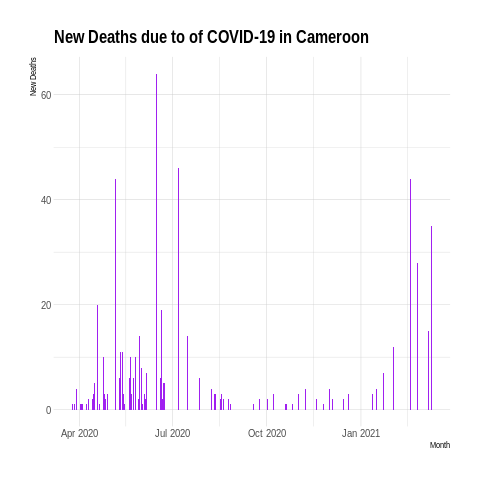 New Deaths due to of COVID-19 in Cameroon
New Deaths
60
40
20
0
Apr 2020
Jul 2020
Oct 2020
Jan 2021
Month